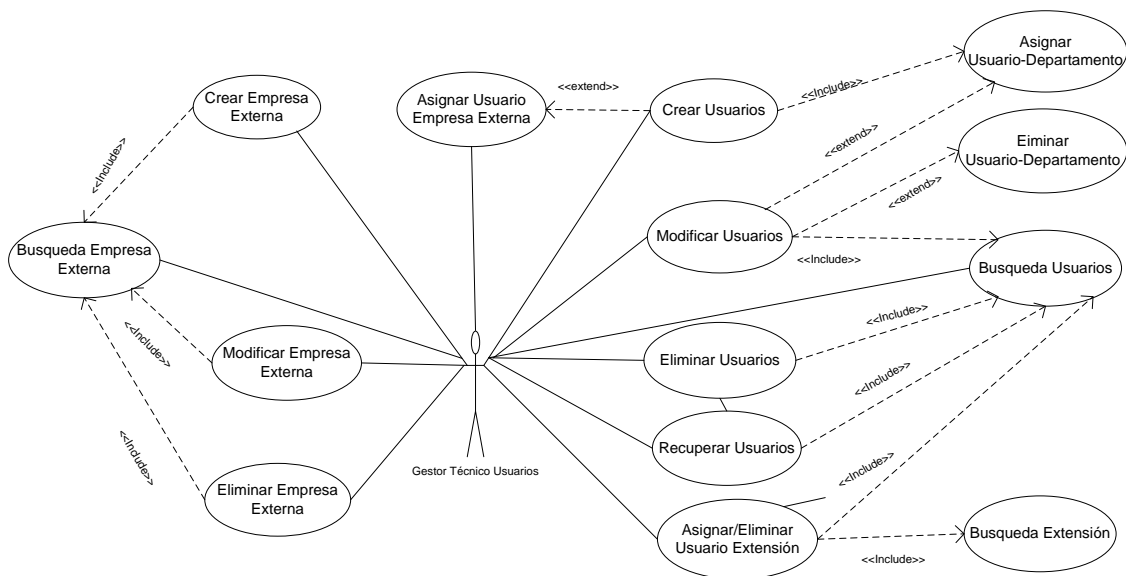 Asignar
Usuario-Departamento
Crear Empresa
Externa
<<extend>>
<<Include>>
Asignar Usuario
Empresa Externa
Crear Usuarios
<<Include>>
<<extend>>
Eiminar
Usuario-Departamento
<<extend>>
Busqueda Empresa
Externa
Modificar Usuarios
<<Include>>
Busqueda Usuarios
<<Include>>
Modificar Empresa
Externa
<<Include>>
Eliminar Usuarios
<<Include>>
<<Include>>
Recuperar Usuarios
Gestor Técnico Usuarios
<<Include>>
Eliminar Empresa
Externa
Asignar/Eliminar
Usuario Extensión
Busqueda Extensión
<<Include>>